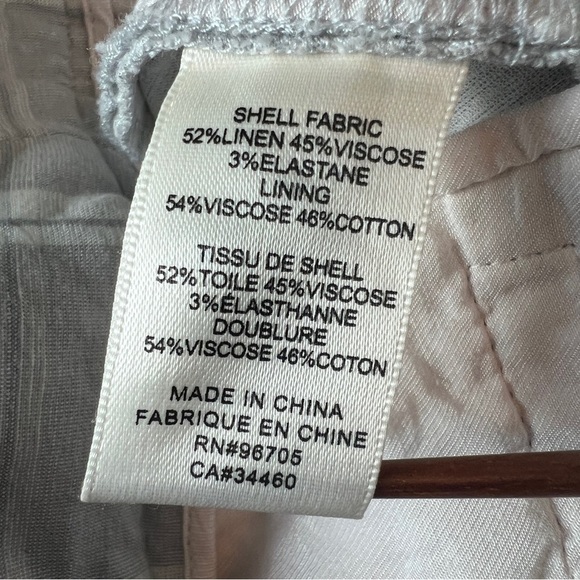 SHELL FABRIC
52%LINEN 45%VISCOSE
3%ELASTANE
LINING
54%VISCOSE 46%COTTON
TISSU DE SHELL
52%TOILE 45%VISCOSE
3%ÉLASTHANNE
DOUBLURE
54%VISCOSE 46%COTON
MADE IN CHINA
FABRIQUE EN CHINE
RN#96705
CA#34460